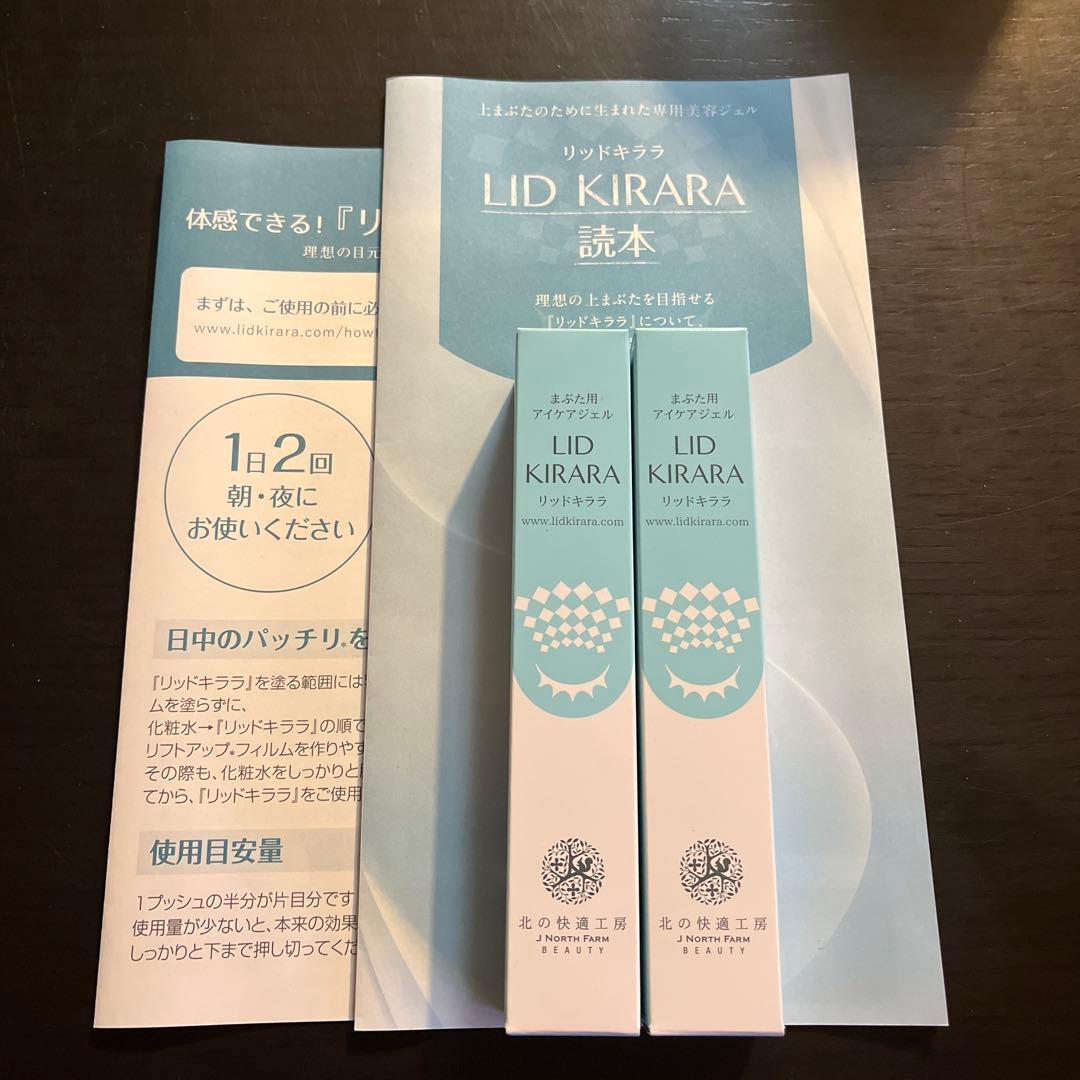 上まぶたのために生まれた専用美容ジェル
リッドキララ
LID KIRARA
読本
理想の上まぶたを目指せる
『リッドキララ』について、
体感できる!『リ
理想の目元
まずは、ご使用の前に必
www.lidkirara.com/how
1日2回
朝・夜に
お使いください
日中のパッチリ*を
『リッドキララ』を塗る範囲には
ムを塗らずに、
化粧水→『リッドキララ』の順で
リフトアップ*フィルムを作りやす
その際も、化粧水をしっかりと
てから、『リッドキララ』をご使用
使用目安量
1プッシュの半分が片目分です
使用量が少ないと、本来の効果
しっかりと下まで押し切ってくだ
まぶた用
アイケアジェル
LID
KIRARA
リッドキララ
www.lidkirara.com
北の快適工房
J NORTH FARM
BEAUTY
まぶた用
アイケアジェル
LID
KIRARA
リッドキララ
www.lidkirara.com
北の快適工房
J NORTH FARM
BEAUTY